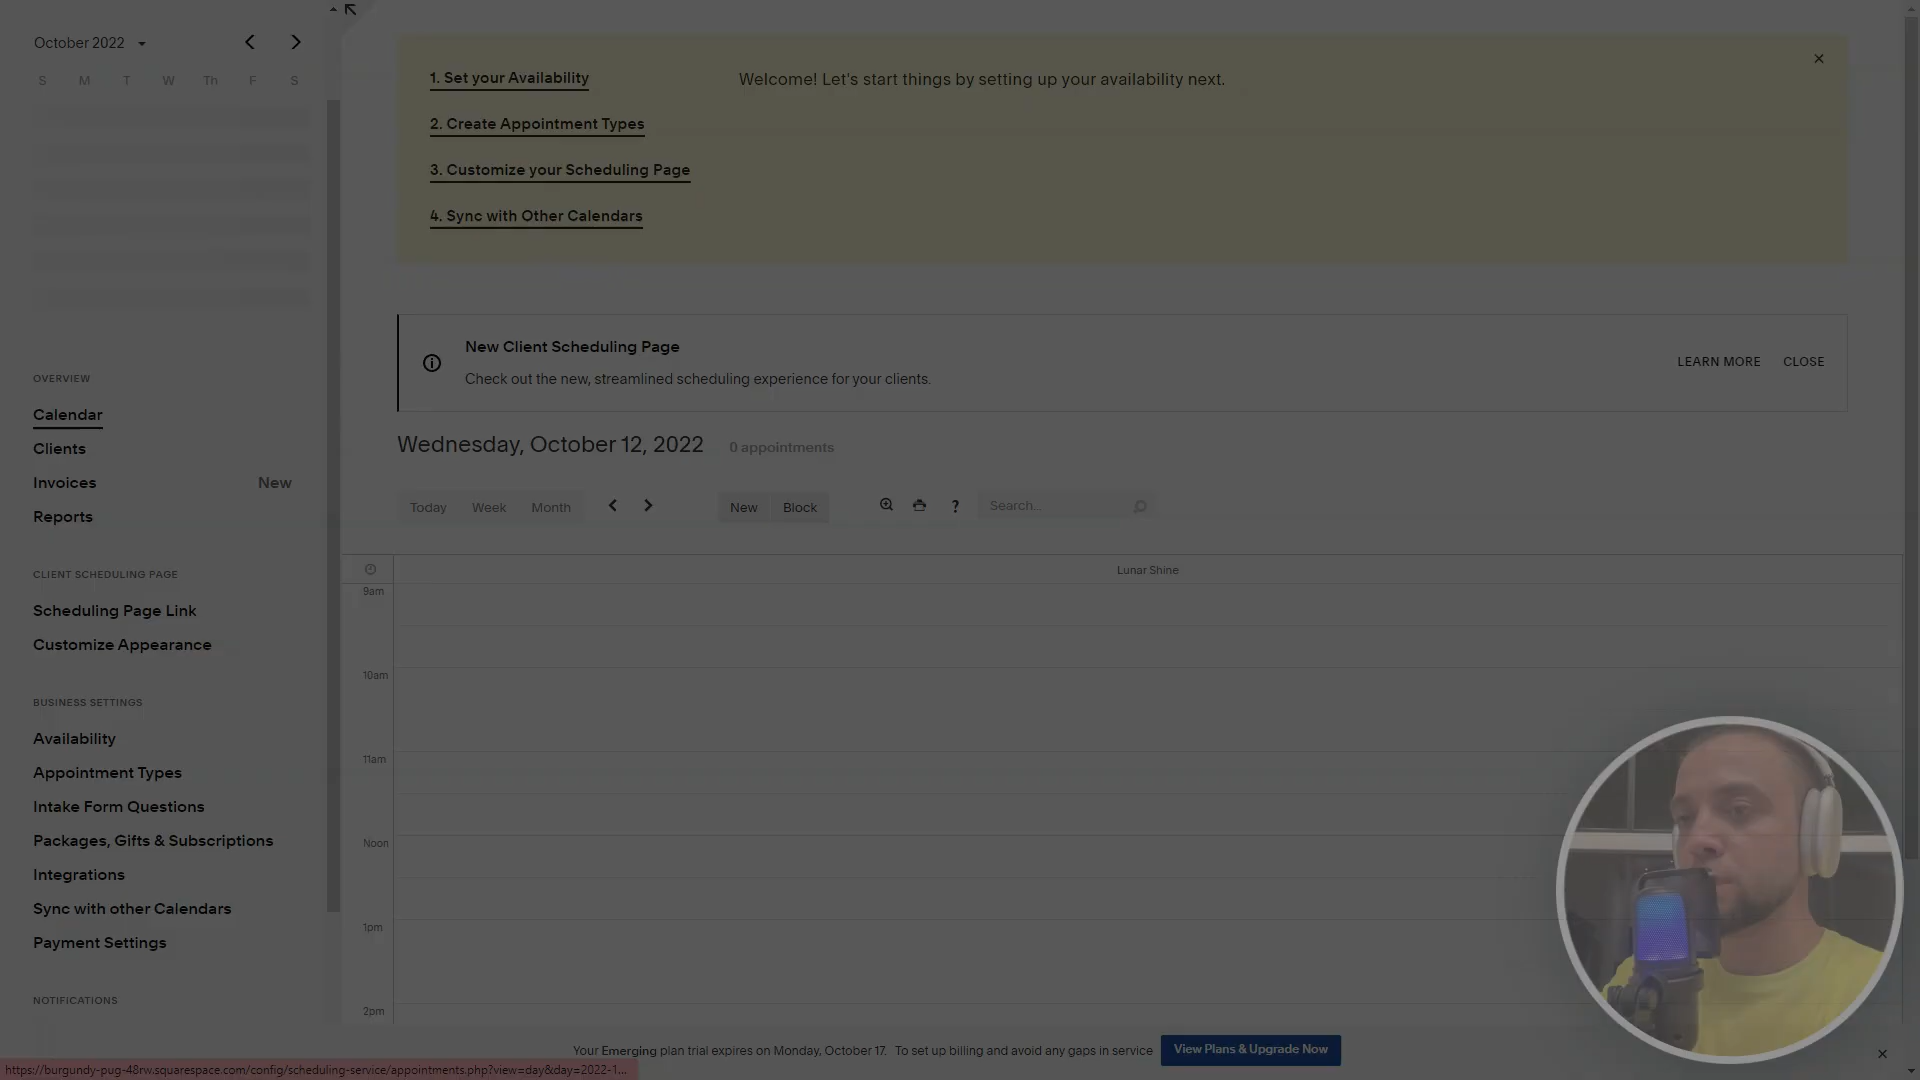 October 2022
S M T W Th F S
OVERVIEW
Calendar
Clients
Invoices New
Reports
CLIENT SCHEDULING PAGE
Scheduling Page Link
Customize Appearance
BUSINESS SETTINGS
Availability
Appointment Types
Intake Form Questions
Packages, Gifts & Subscriptions
Integrations
Sync with other Calendars
Payment Settings
NOTIFICATIONS
1. Set your Availability
2. Create Appointment Types
3. Customize your Scheduling Page
4. Sync with Other Calendars
Welcome! Let's start things by setting up your availability next.
New Client Scheduling Page
Check out the new, streamlined scheduling experience for your clients.
LEARN MORE CLOSE
Wednesday, October 12, 2022 0 appointments
Today Week Month New Block ? Search...
Lunar Shine
9am
10am
11am
Noon
1pm
2pm
Your Emerging plan trial expires on Monday, October 17. To set up billing and avoid any gaps in service View Plans & Upgrade Now
https://burgundy-pug-48rw.squarespace.com/config/scheduling-service/appointments.php?view=day&day=2022-1...